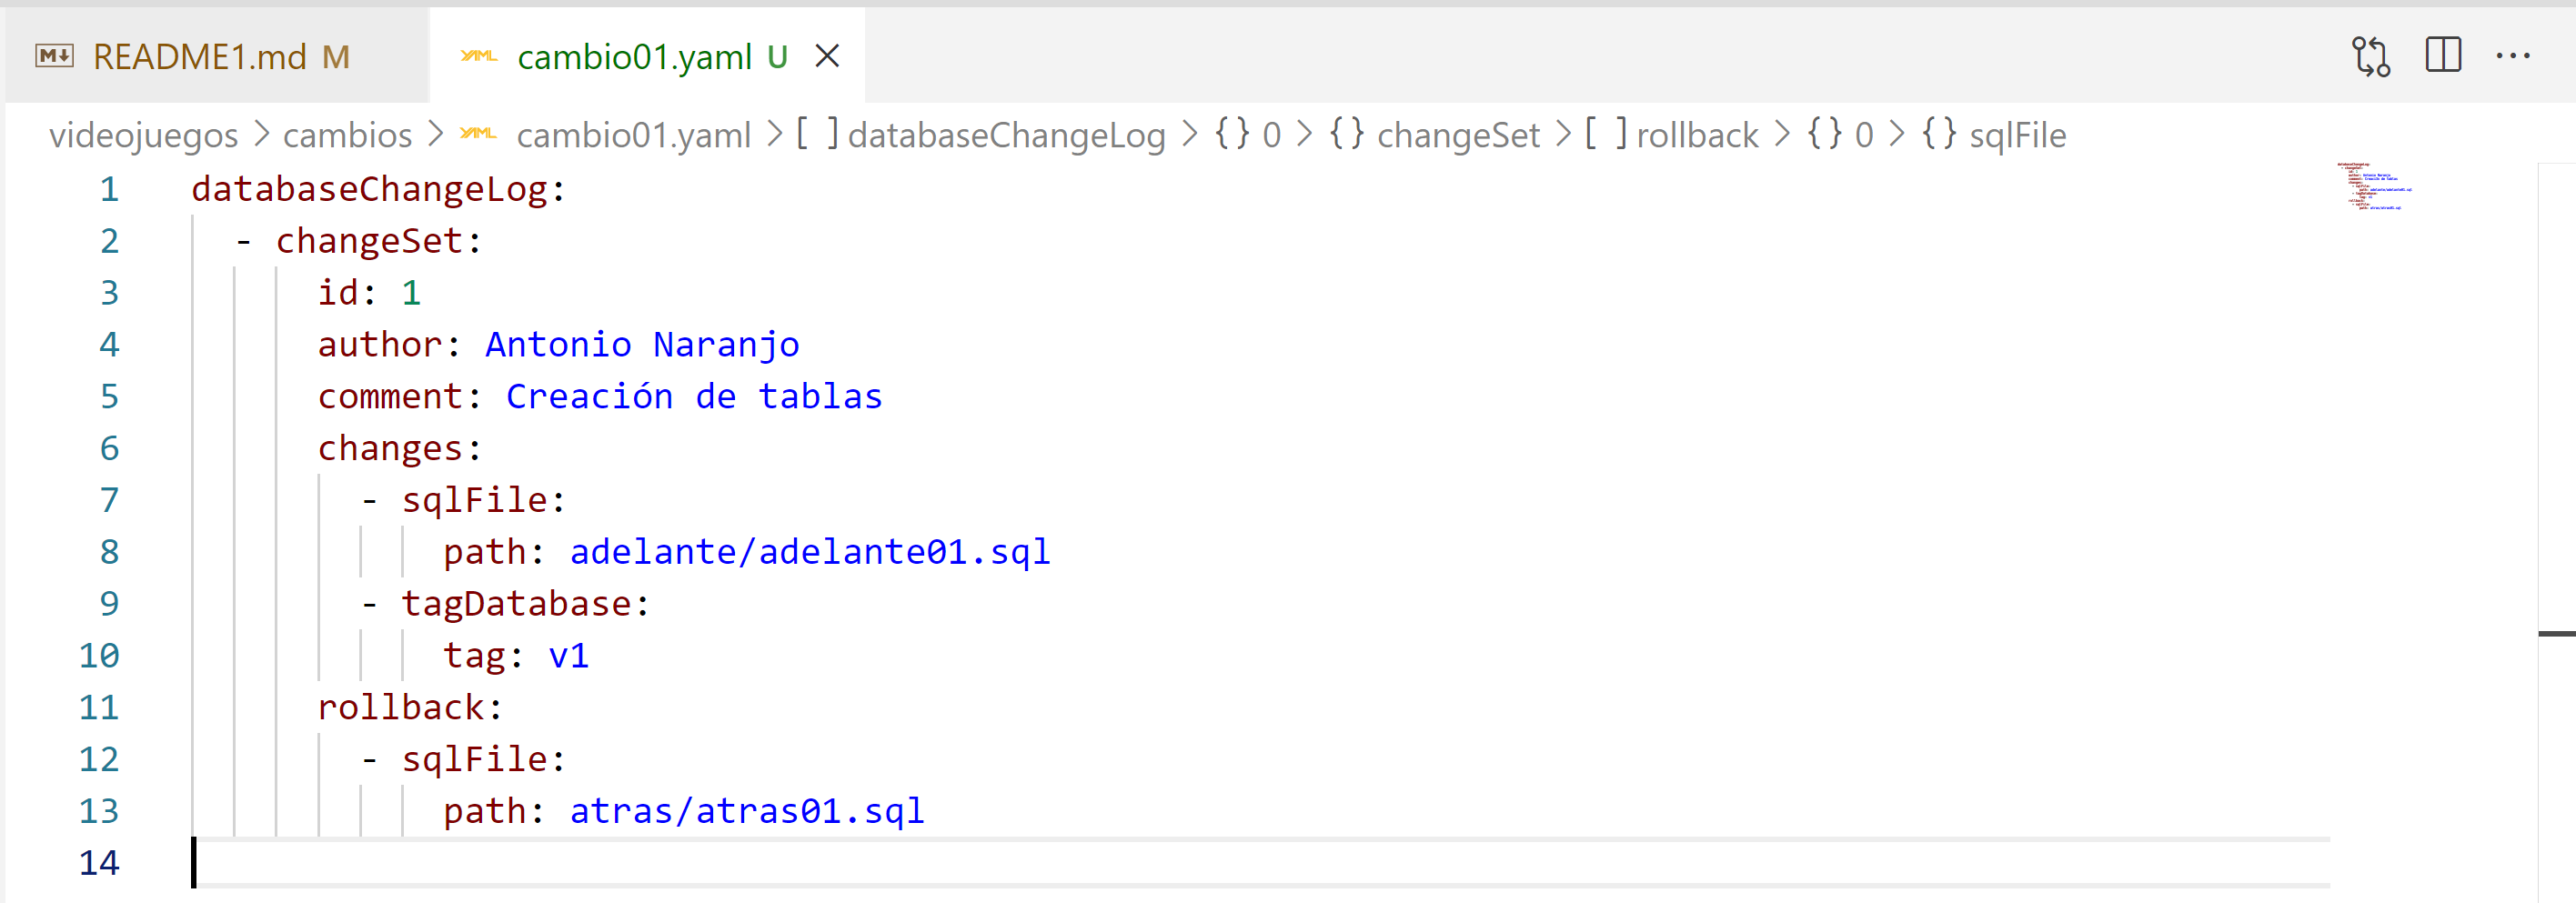 README1.md M
cambio01.yaml U
videojuegos > cambios > cambio01.yaml > [ ] databaseChangeLog > {} 0 > {} changeSet > [ ] rollback > {} 0 > {} sqlFile
1 databaseChangeLog:
2   - changeSet:
3       id: 1
4       author: Antonio Naranjo
5       comment: Creación de tablas
6       changes:
7         - sqlFile:
8             path: adelante/adelante01.sql
9         - tagDatabase:
10             tag: v1
11       rollback:
12         - sqlFile:
13             path: atras/atras01.sql
14